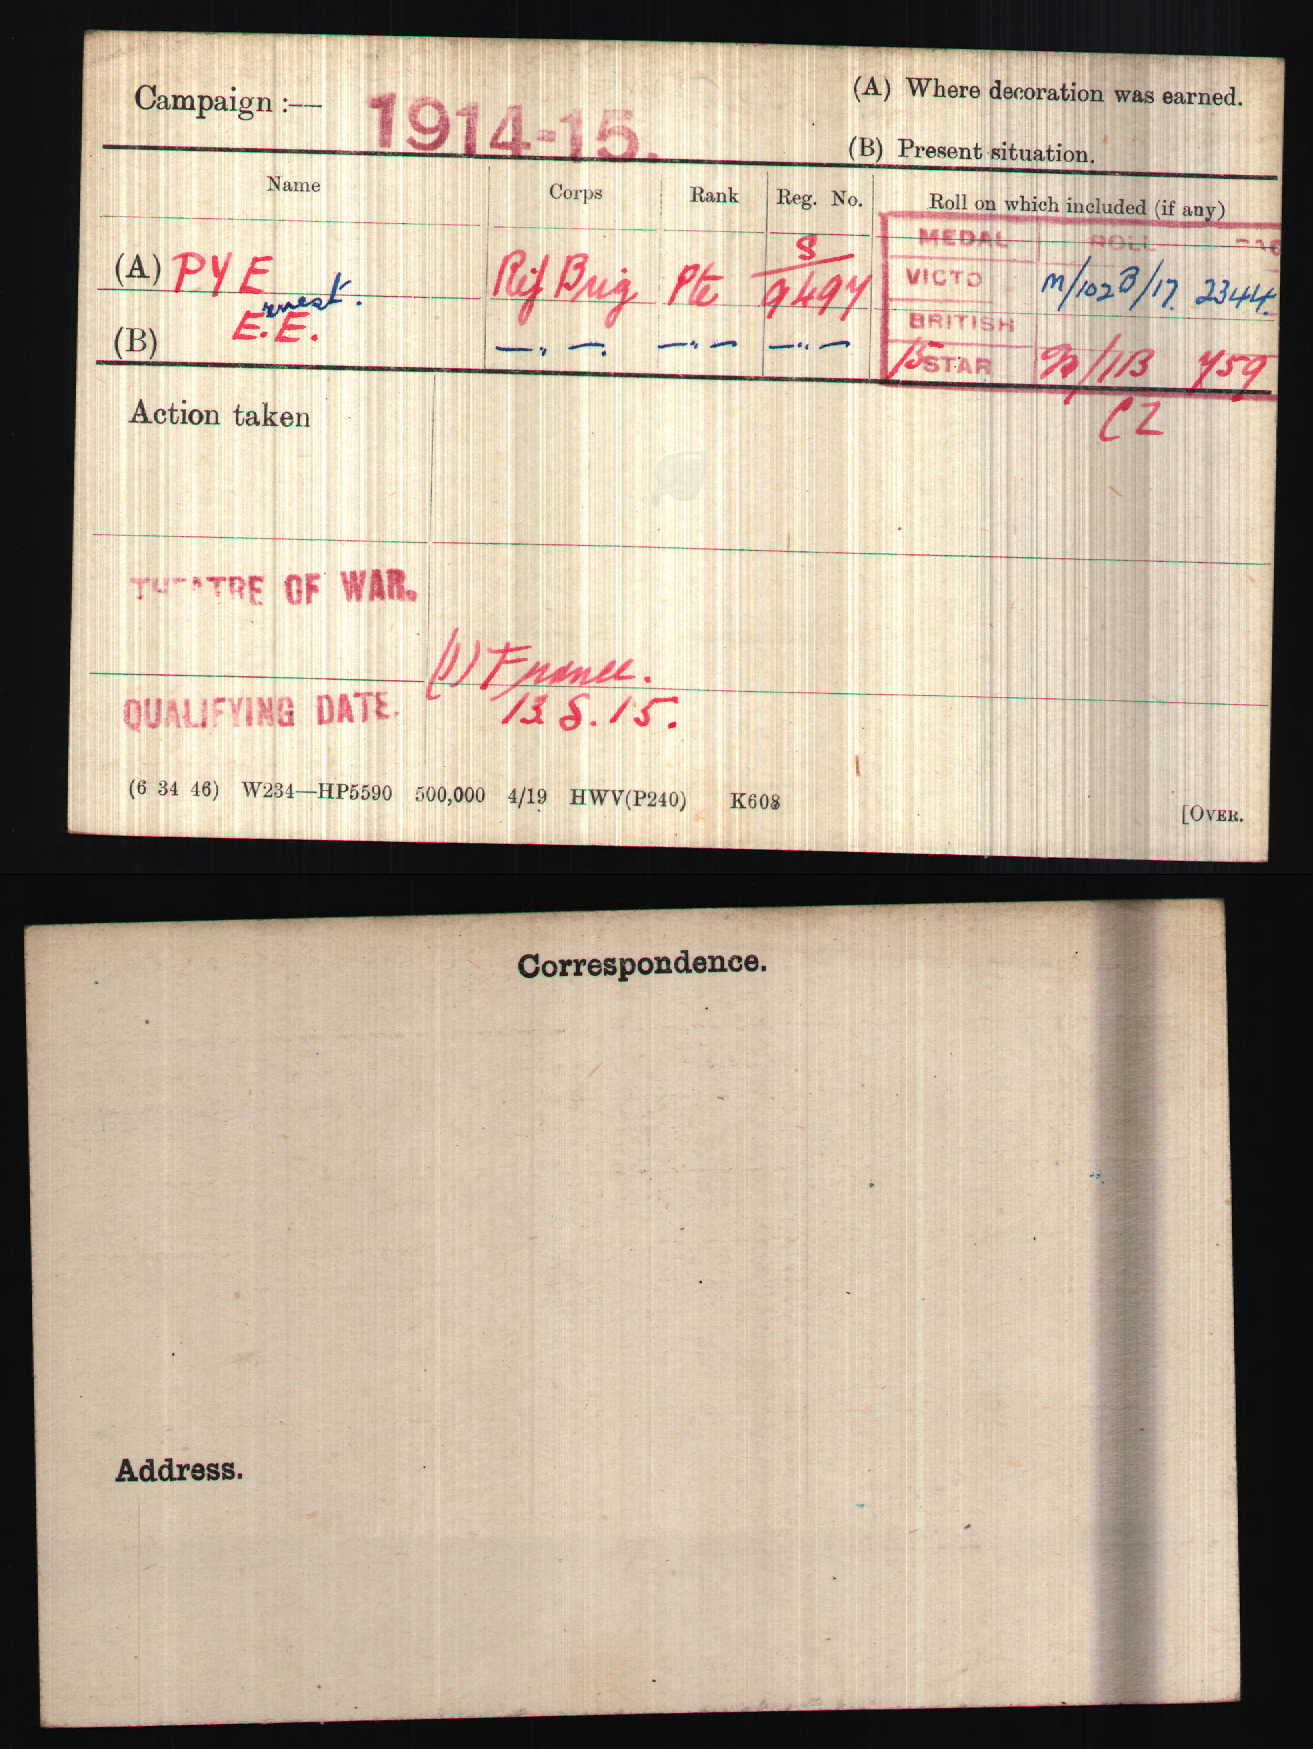 Campaign :— 1914-15.
(A) Where decoration was earned.
(B) Present situation.
Name Corps Rank Reg. No. Roll on which included (if any)
MEDAL ROLL PAG
(A) PYE Rif Brig Pte S/9497 VICTO M/102B/17. 2344.
ernest.
E. E.
BRITISH
(B) —„—. —„— —„— 15 STAR M/11B 759
C2
Action taken
THEATRE OF WAR. (1) France.
QUALIFYING DATE. 13.8.15.
(6 34 46) W234—HP5590 500,000 4/19 HWV(P240) K608
[OVER.
Correspondence.
Address.